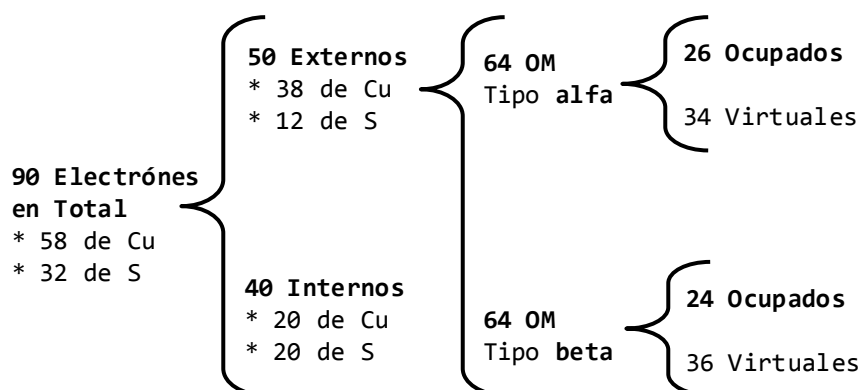 90 Electrónes
en Total
* 58 de Cu
* 32 de S
50 Externos
* 38 de Cu
* 12 de S
40 Internos
* 20 de Cu
* 20 de S
64 OM
Tipo alfa
64 OM
Tipo beta
26 Ocupados
34 Virtuales
24 Ocupados
36 Virtuales